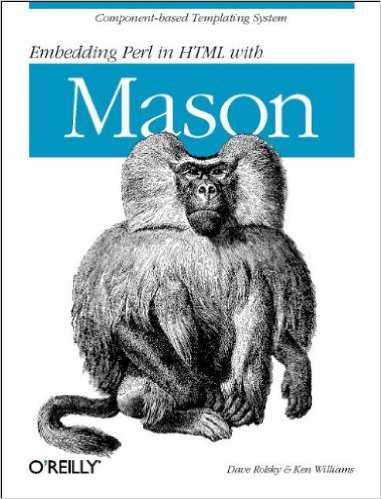 Component-based Templating System
Embedding Perl in HTML with
Mason
O'REILLY®
Dave Rolsky & Ken Williams